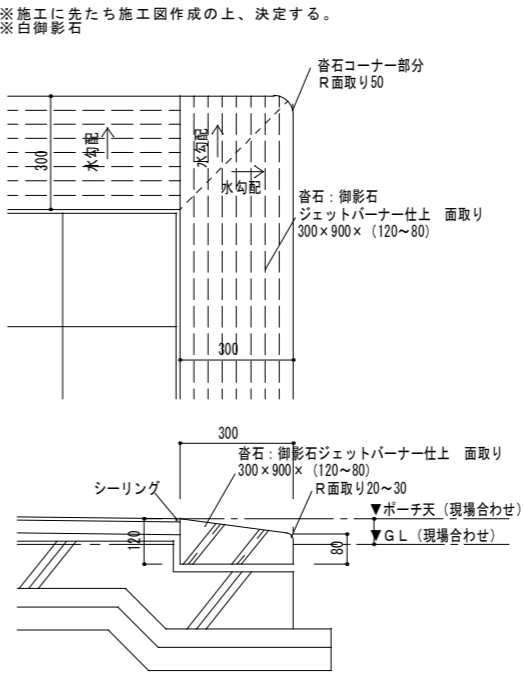 ※施工に先たち施工図作成の上、決定する。
※白御影石
沓石コーナー部分
R面取り50
300
水勾配
水勾配
水勾配
沓石：御影石
ジェットバーナー仕上　面取り
300×900×（120～80）
300
300
沓石：御影石ジェットバーナー仕上　面取り
300×900×（120～80）
シーリング
R面取り20～30
▼ポーチ天（現場合わせ）
120
▼GL（現場合わせ）
80